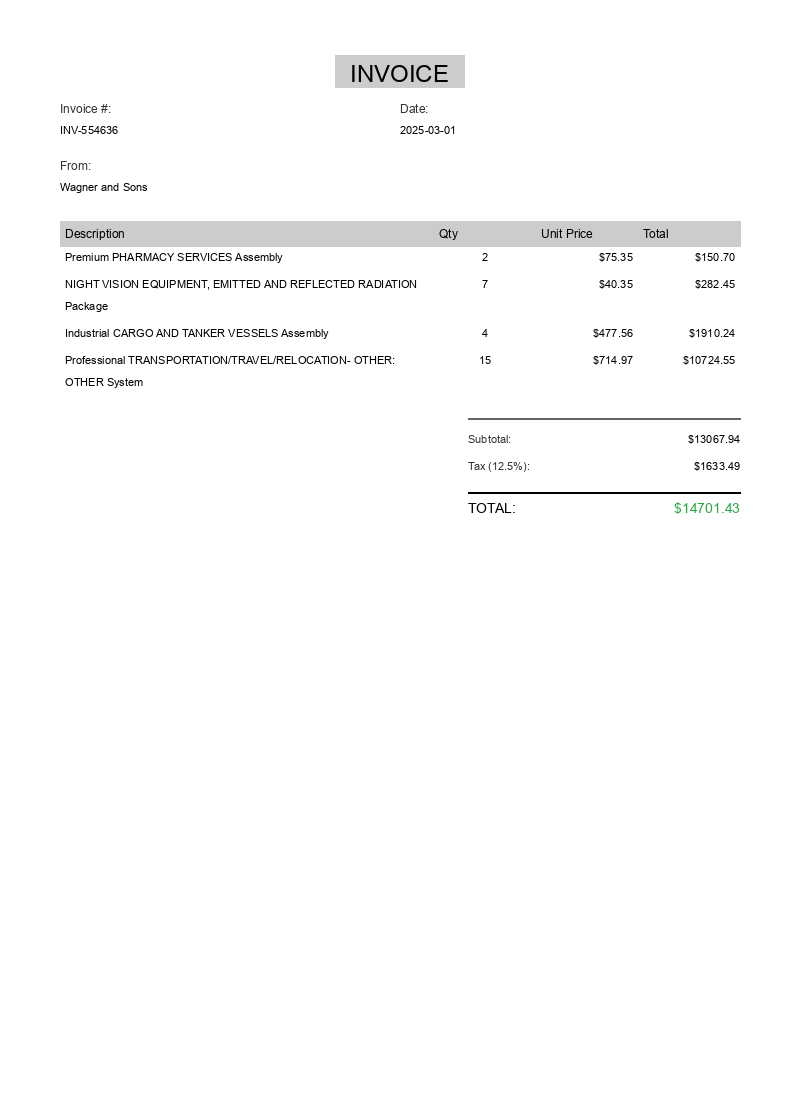 INVOICE
Invoice #: Date:
INV-554636 2025-03-01
From:
Wagner and Sons
Description Qty Unit Price Total
Premium PHARMACY SERVICES Assembly 2 $75.35 $150.70
NIGHT VISION EQUIPMENT, EMITTED AND REFLECTED RADIATION 7 $40.35 $282.45
Package
Industrial CARGO AND TANKER VESSELS Assembly 4 $477.56 $1910.24
Professional TRANSPORTATION/TRAVEL/RELOCATION- OTHER: 15 $714.97 $10724.55
OTHER System
Subtotal: $13067.94
Tax (12.5%): $1633.49
TOTAL: $14701.43